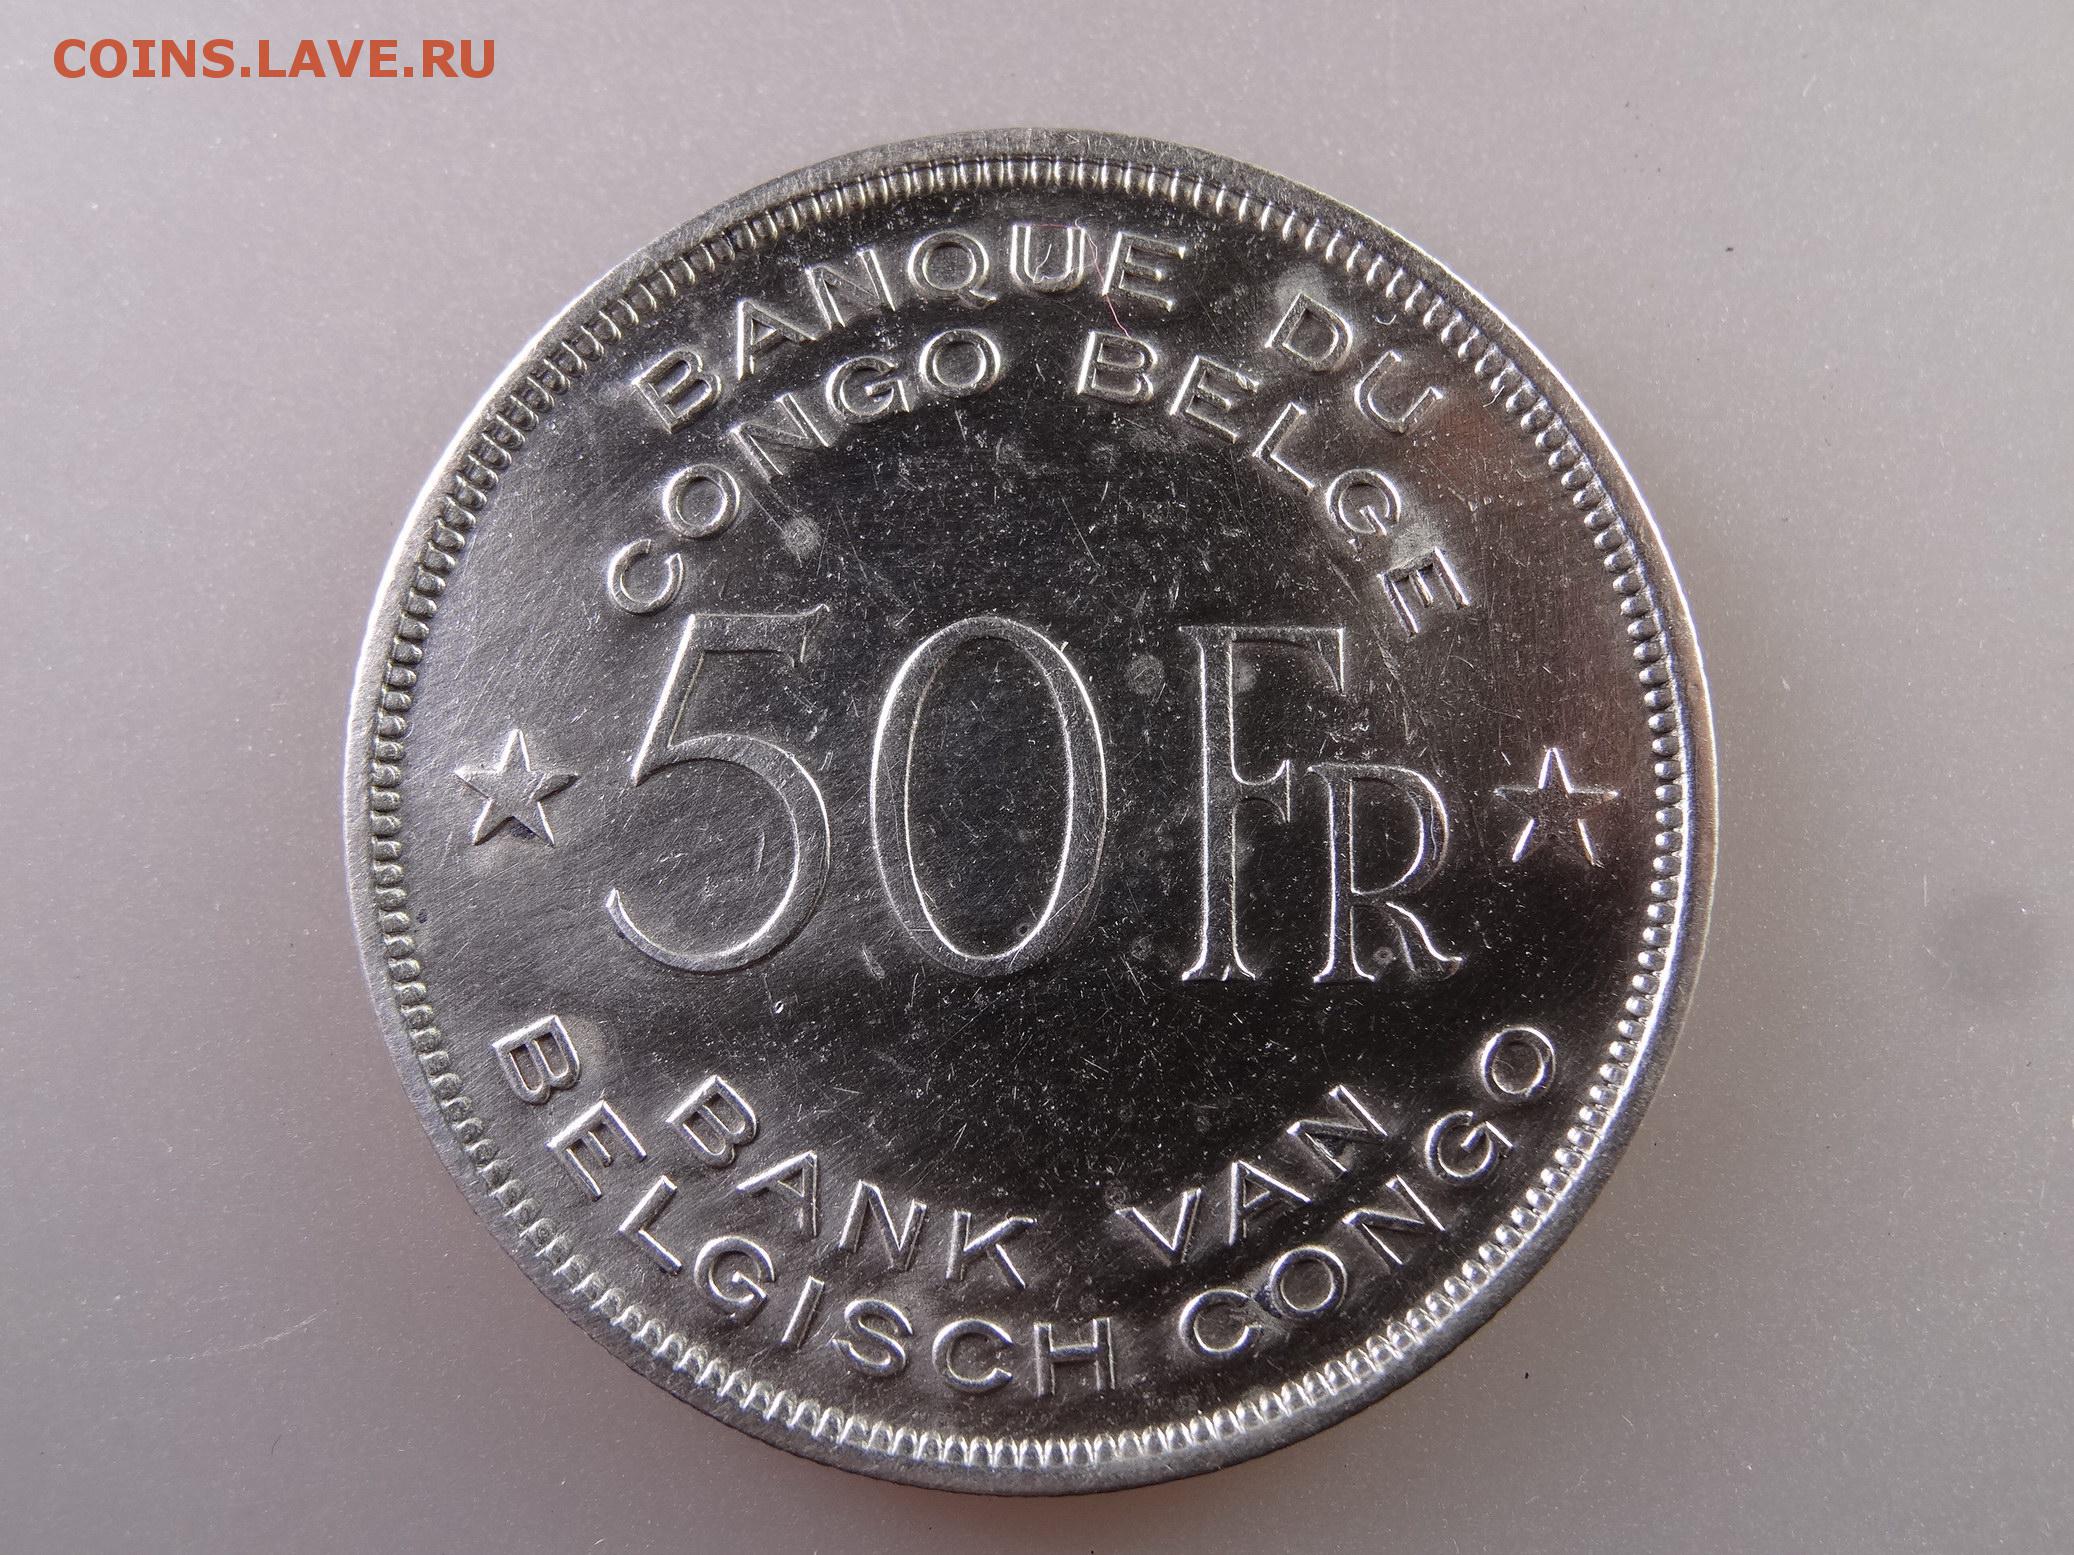 COINS.LAVE.RU
BANQUE DU
CONGO BELGE
50 FR
BANK VAN
BELGISCH CONGO